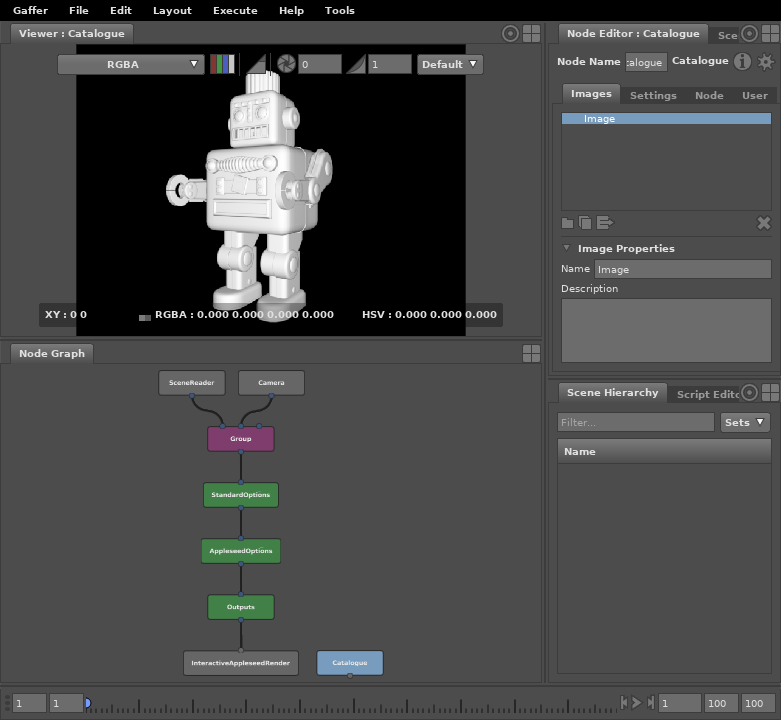 Gaffer File Edit Layout Execute Help Tools
Viewer : Catalogue
RGBA 0 1 Default
XY : 0 0 RGBA : 0.000 0.000 0.000 0.000 HSV : 0.000 0.000 0.000
Node Graph
SceneReader Camera
Group
StandardOptions
AppleseedOptions
Outputs
InteractiveAppleseedRender Catalogue
Node Editor : Catalogue Sce
Node Name talogue Catalogue
Images Settings Node User
Image
Image Properties
Name Image
Description
Scene Hierarchy Script Edito
Filter... Sets
Name
1 1 1 100 100